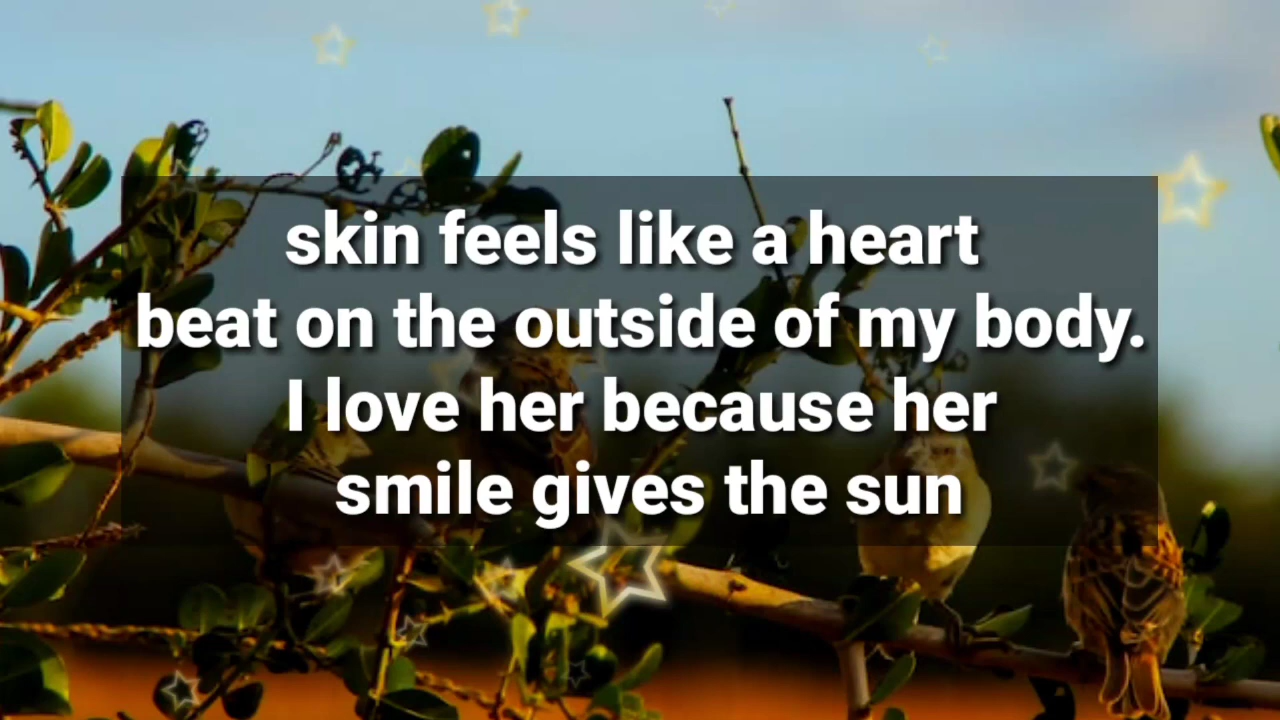 skin feels like a heart
beat on the outside of my body.
I love her because her
smile gives the sun